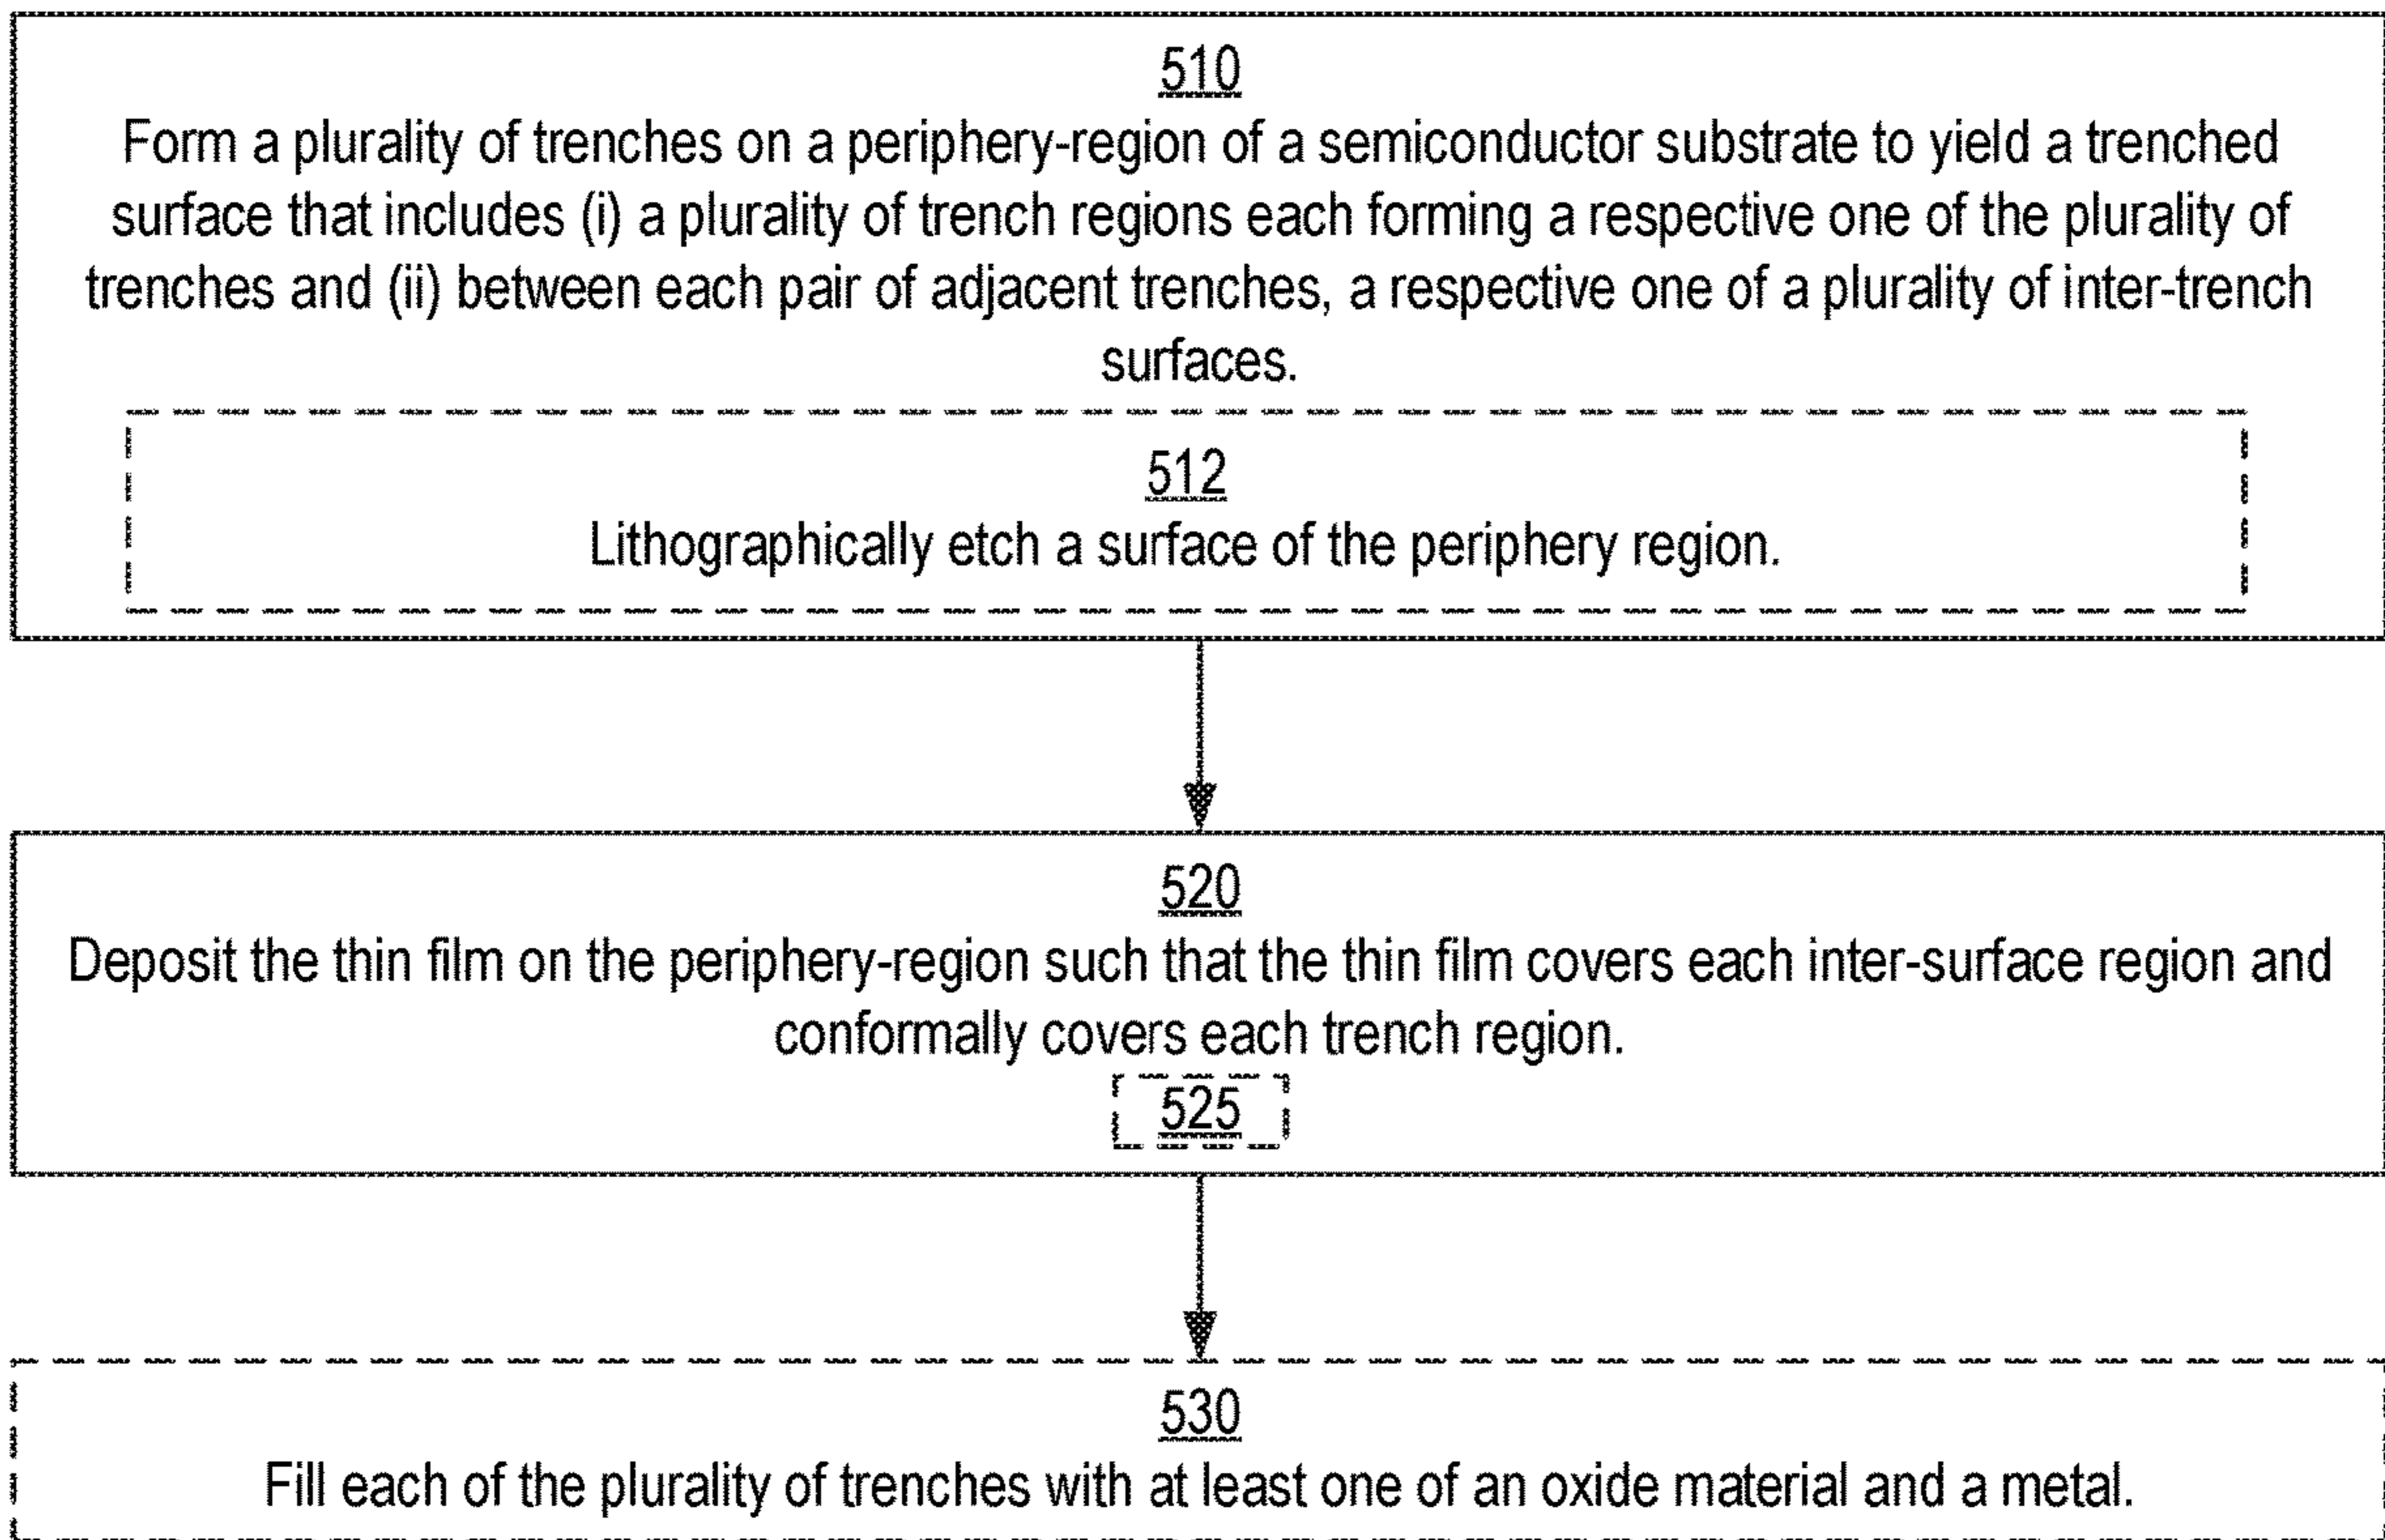 510
Form a plurality of trenches on a periphery-region of a semiconductor substrate to yield a trenched
surface that includes (i) a plurality of trench regions each forming a respective one of the plurality of
trenches and (ii) between each pair of adjacent trenches, a respective one of a plurality of inter-trench
surfaces.
512
Lithographically etch a surface of the periphery region.
520
Deposit the thin film on the periphery-region such that the thin film covers each inter-surface region and
conformally covers each trench region.
525
530
Fill each of the plurality of trenches with at least one of an oxide material and a metal.